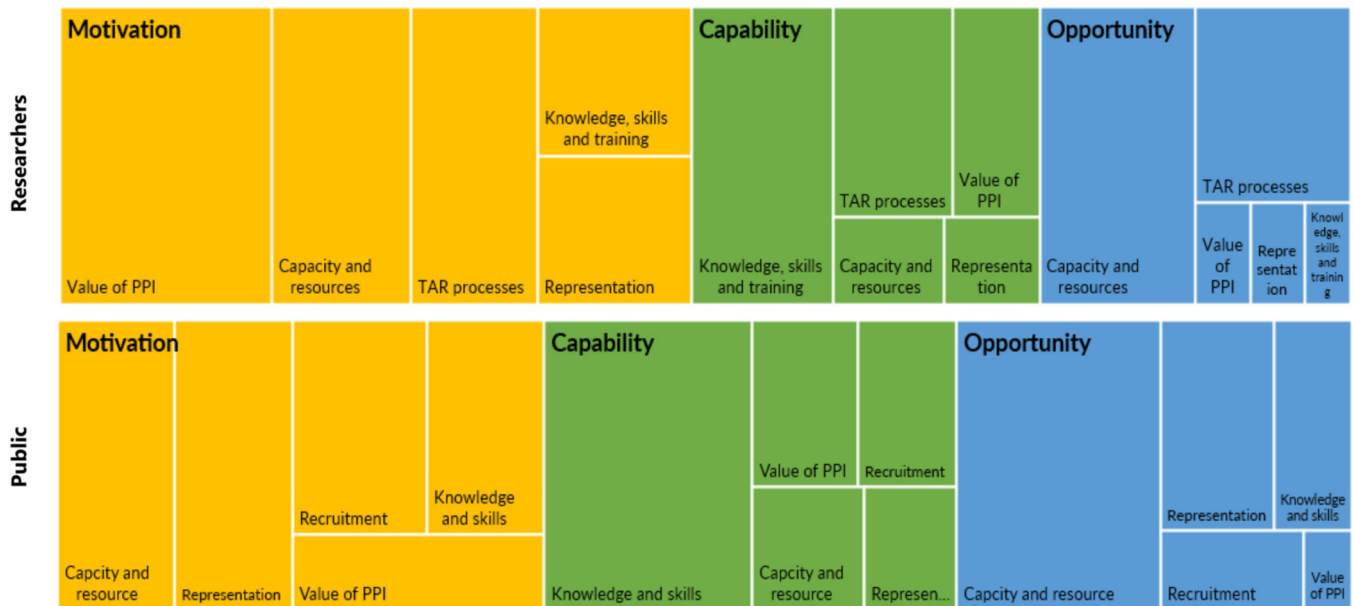 Researchers
Motivation
Value of PPI
Capacity and
resources
TAR processes
Knowledge, skills
and training
Representation
Capability
Knowledge, skills
and training
TAR processes
Value of
PPI
Capacity and
resources
Representa
tion
Opportunity
Capacity and
resources
TAR processes
Value
of
PPI
Repre
sentat
ion
Knowl
edge,
skills
and
trainin
g
Public
Motivation
Capcity and
resource
Representation
Recruitment
Knowledge
and skills
Value of PPI
Capability
Knowledge and skills
Value of PPI
Recruitment
Capcity and
resource
Represen...
Opportunity
Capcity and resource
Representation
Knowledge
and skills
Recruitment
Value
of PPI